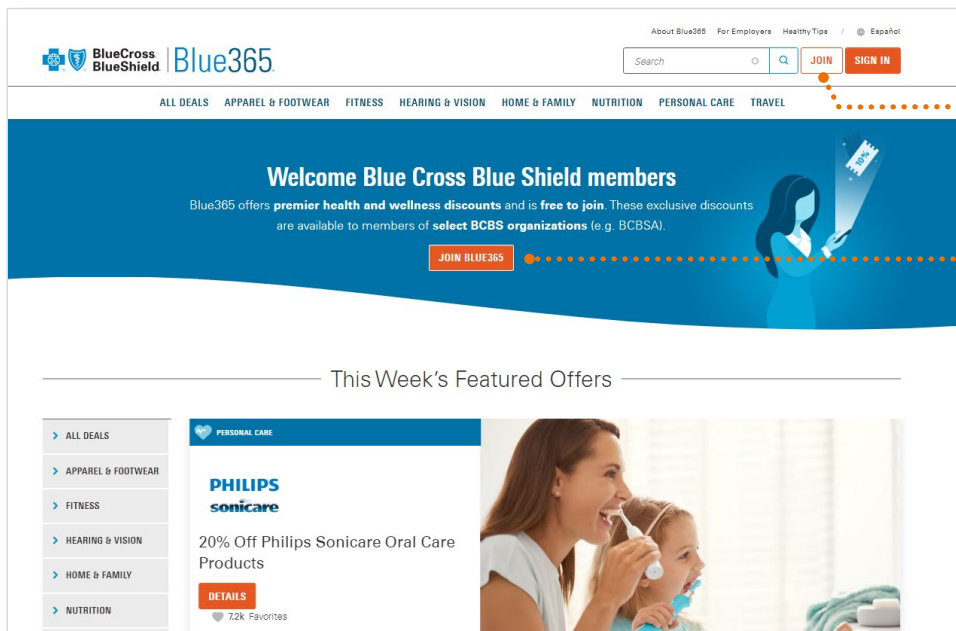 About Blue365 For Employers Healthy Tips / Español
BlueCross
BlueShield
Blue365
Search
JOIN
SIGN IN
ALL DEALS APPAREL & FOOTWEAR FITNESS HEARING & VISION HOME & FAMILY NUTRITION PERSONAL CARE TRAVEL
10%
Welcome Blue Cross Blue Shield members
Blue365 offers premier health and wellness discounts and is free to join. These exclusive discounts
are available to members of select BCBS organizations (e.g. BCBSA).
JOIN BLUE365
This Week's Featured Offers
ALL DEALS
APPAREL & FOOTWEAR
FITNESS
HEARING & VISION
HOME & FAMILY
NUTRITION
PERSONAL CARE
PHILIPS
sonicare
20% Off Philips Sonicare Oral Care
Products
DETAILS
7.2k Favorites